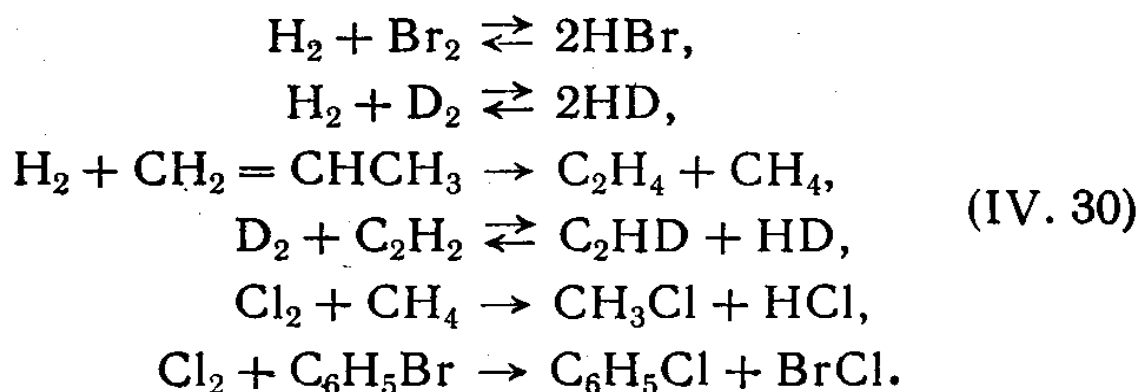 H₂ + Br₂ ⇄ 2HBr,
H₂ + D₂ ⇄ 2HD,
H₂ + CH₂ = CHCH₃ → C₂H₄ + CH₄,
(IV. 30)
D₂ + C₂H₂ ⇄ C₂HD + HD,
Cl₂ + CH₄ → CH₃Cl + HCl,
Cl₂ + C₆H₅Br → C₆H₅Cl + BrCl.